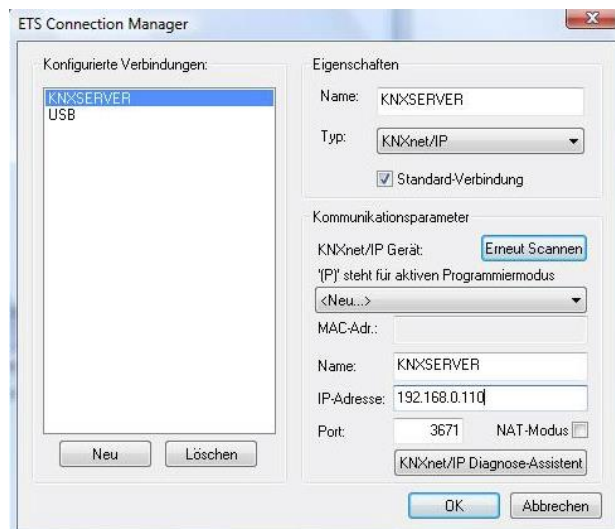 ETS Connection Manager
Konfigurierte Verbindungen:
KNXSERVER
USB
Neu
Löschen
Eigenschaften
Name: KNXSERVER
Typ: KNXnet/IP
Standard-Verbindung
Kommunikationsparameter
KNXnet/IP Gerät: Erneut Scannen
'(P)' steht für aktiven Programmiermodus
<Neu...>
MAC-Adr.:
Name: KNXSERVER
IP-Adresse: 192.168.0.110
Port: 3671 NAT-Modus
KNXnet/IP Diagnose-Assistent
OK Abbrechen